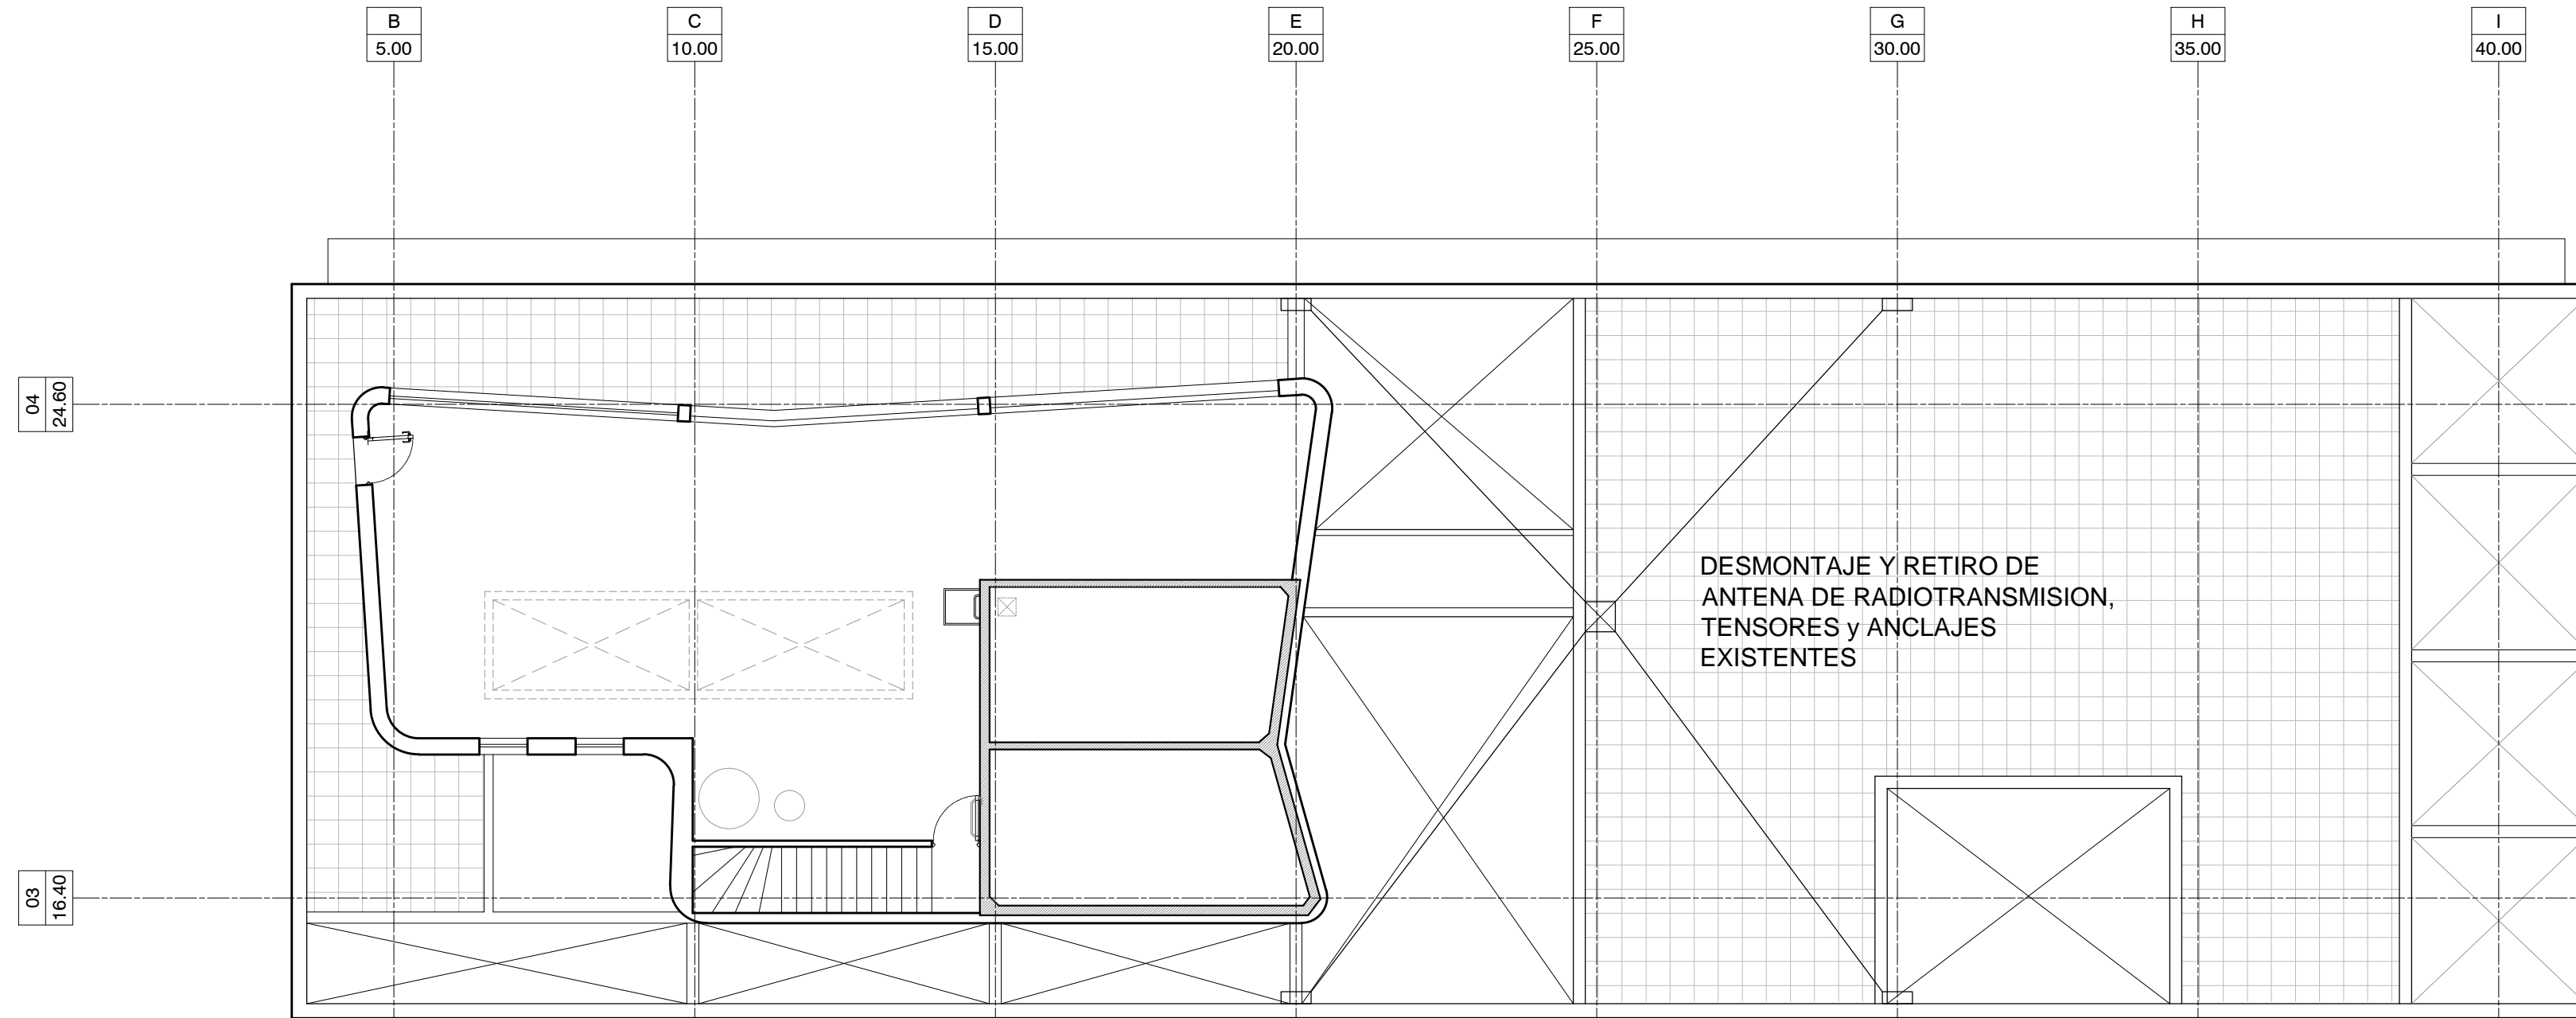 B
5.00
C
10.00
D
15.00
E
20.00
F
25.00
G
30.00
H
35.00
I
40.00
04
24.60
DESMONTAJE Y RETIRO DE
ANTENA DE RADIOTRANSMISION,
TENSORES y ANCLAJES
EXISTENTES
03
16.40